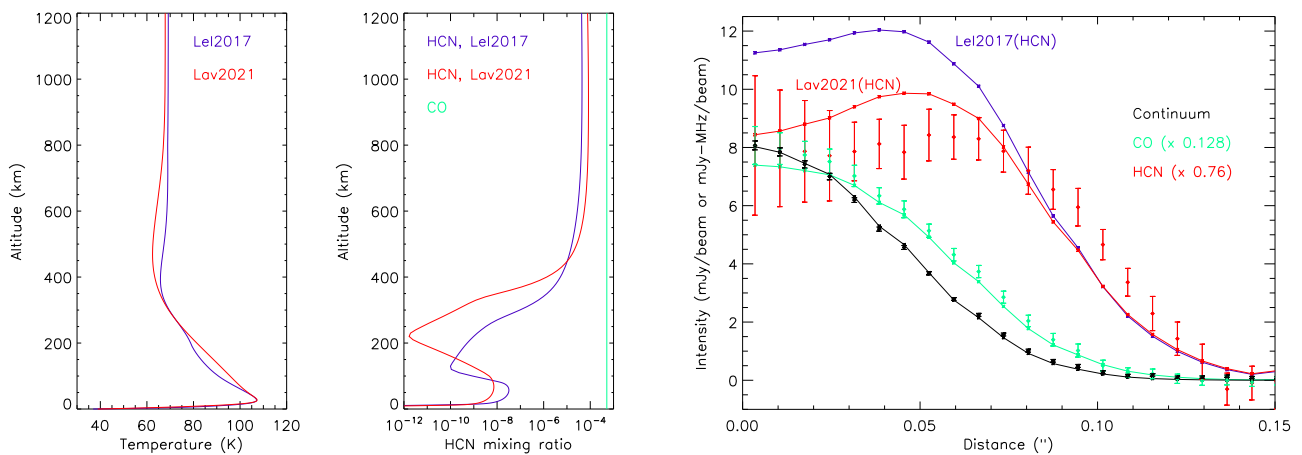 1200
1000
800
600
400
200
0
Altitude (km)
Lel2017
Lav2021
40 60 80 100 120
Temperature (K)
1200
1000
800
600
400
200
0
Altitude (km)
HCN, Lel2017
HCN, Lav2021
CO
10−12 10−10 10−8 10−6 10−4
HCN mixing ratio
12
10
8
6
4
2
0
Intensity (mJy/beam or mJy−MHz/beam)
Lel2017(HCN)
Lav2021(HCN)
Continuum
CO (x 0.128)
HCN (x 0.76)
0.00 0.05 0.10 0.15
Distance (")